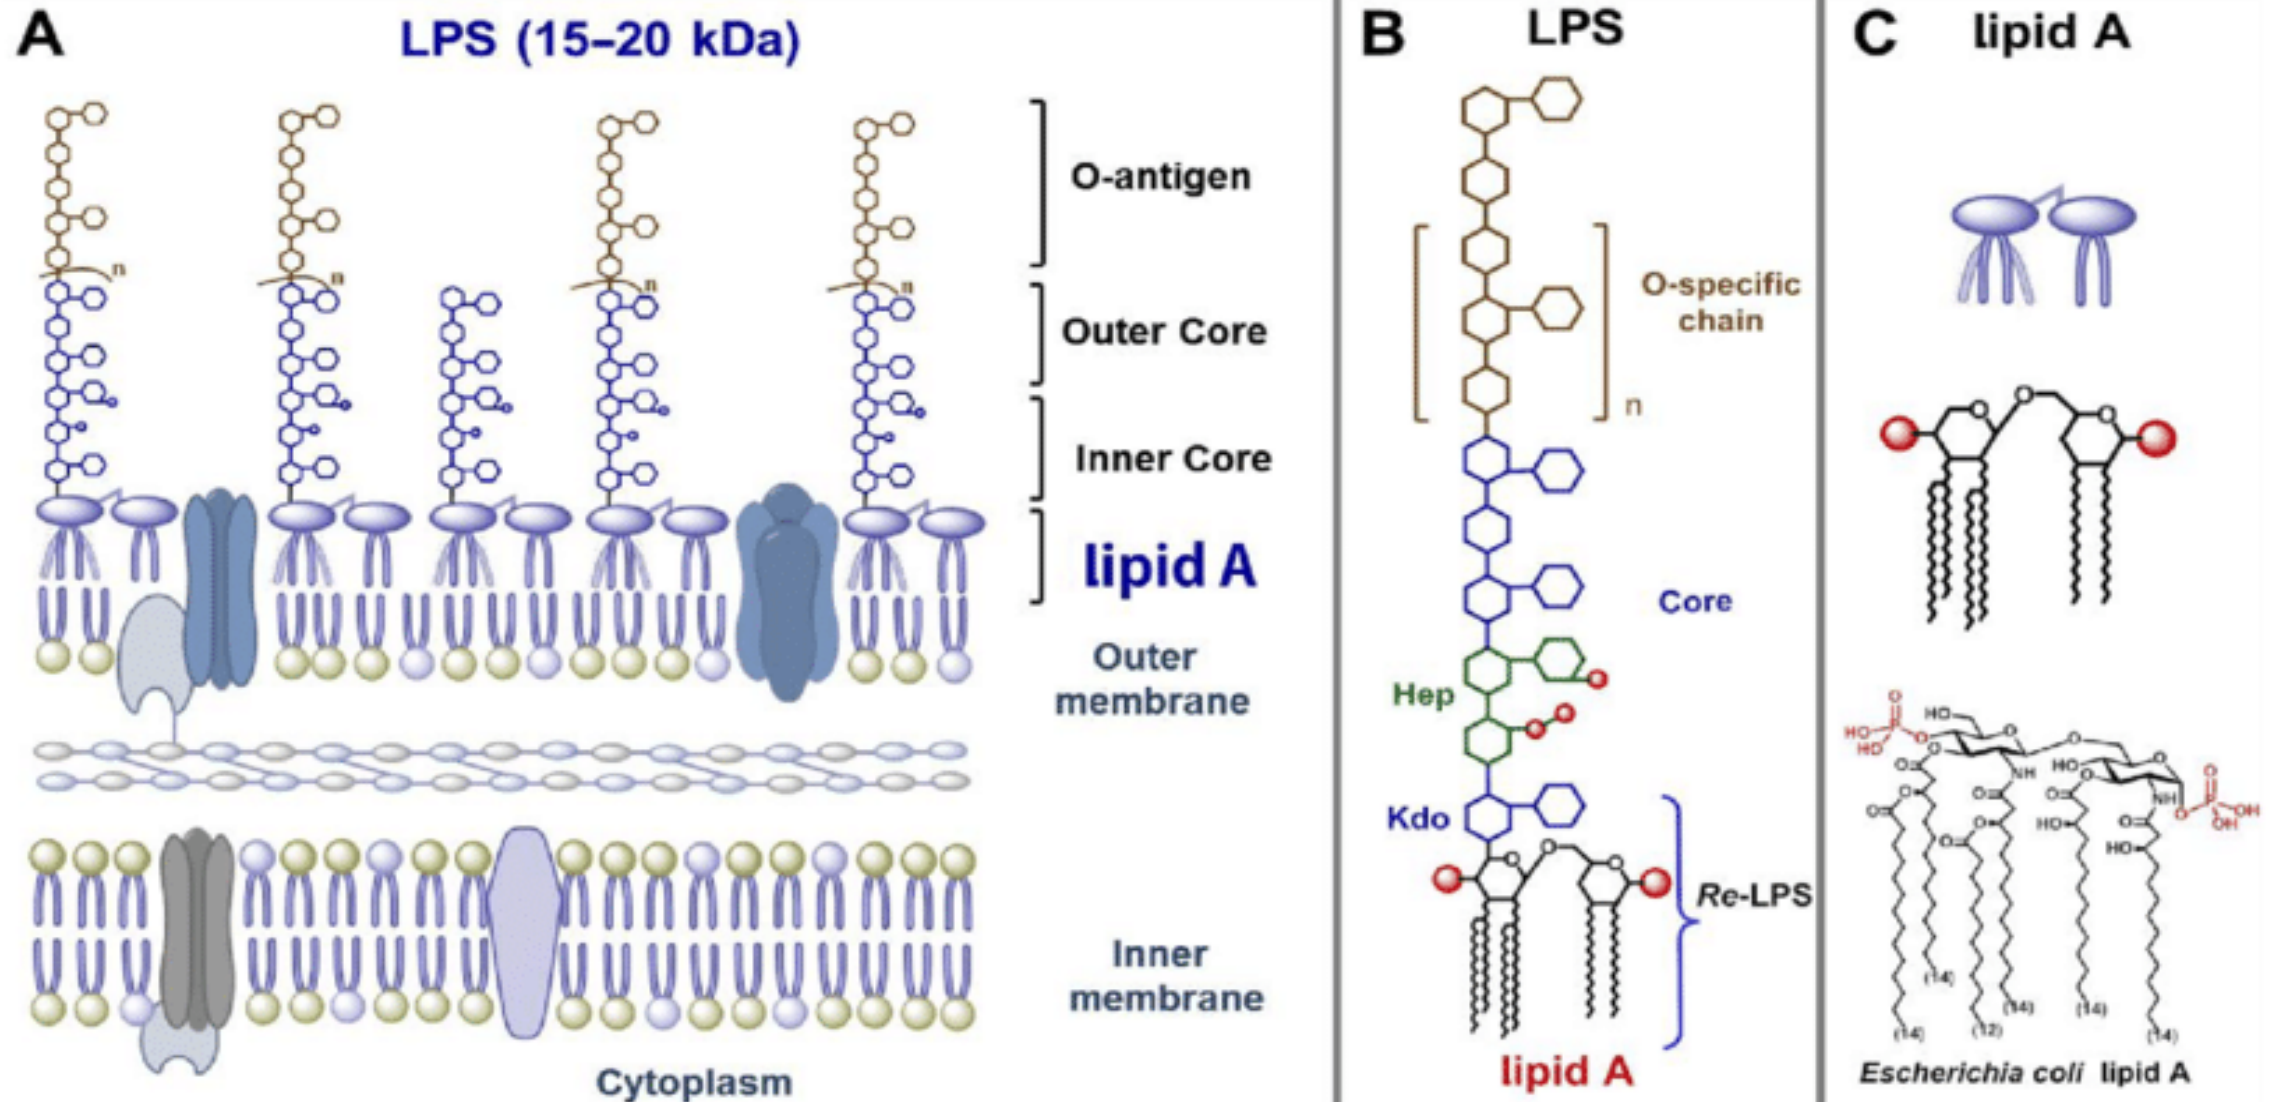 A
LPS (15–20 kDa)
n
n
n
n
O-antigen
Outer Core
Inner Core
lipid A
Outer
membrane
Inner
membrane
Cytoplasm
B
LPS
O-specific
chain
n
Core
Hep
Kdo
Re-LPS
lipid A
C
lipid A
O
O
O
O
HO
P
O
HO
HO
O
O
O
O
O
NH
HO
O
O
O
O
O
O
NH
O
P
OH
OH
O
O
HO
O
O
O
HO
(14)
(14)
(12)
(14)
(14)
(14)
Escherichia coli lipid A